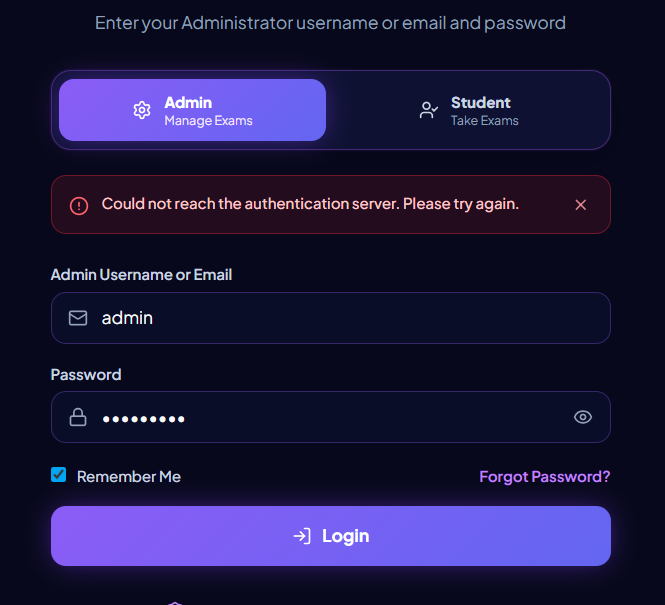 Enter your Administrator username or email and password
Admin
Manage Exams
Student
Take Exams
Could not reach the authentication server. Please try again.
Admin Username or Email
admin
Password
Remember Me
Forgot Password?
Login